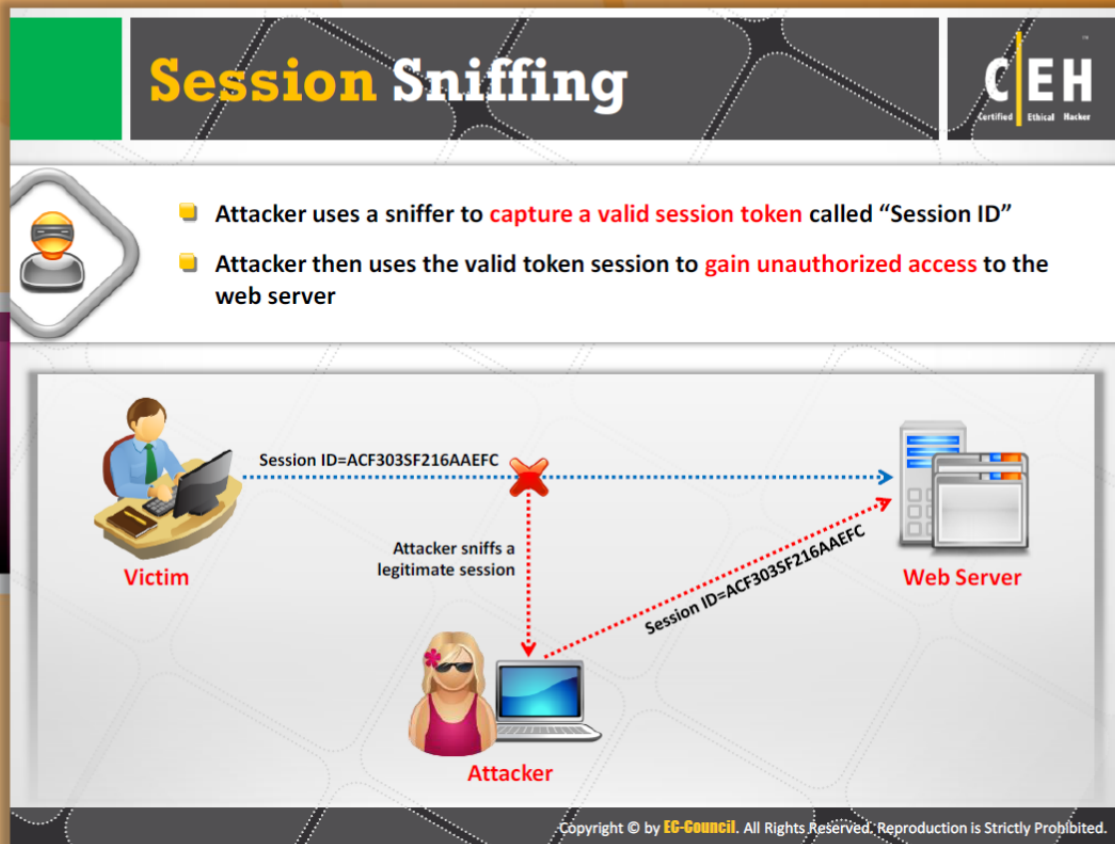 Session Sniffing
CEH
™
Certified Ethical Hacker
Attacker uses a sniffer to capture a valid session token called “Session ID”
Attacker then uses the valid token session to gain unauthorized access to the
web server
Session ID=ACF303SF216AAEFC
Attacker sniffs a
legitimate session
Session ID=ACF303SF216AAEFC
Victim
Web Server
Attacker
Copyright © by EC-Council. All Rights Reserved. Reproduction is Strictly Prohibited.